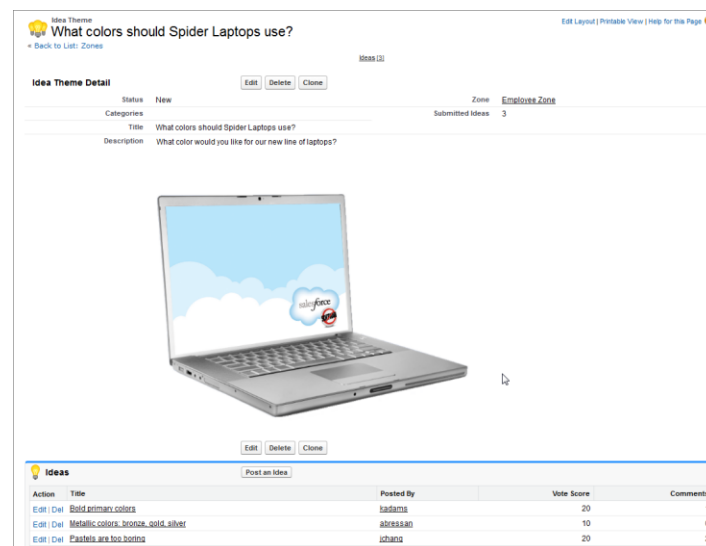 Idea Theme
What colors should Spider Laptops use?
Edit Layout | Printable View | Help for this Page
« Back to List: Zones
Ideas [3]
Idea Theme Detail
Edit Delete Clone
Status New Zone Employee Zone
Categories Submitted Ideas 3
Title What colors should Spider Laptops use?
Description What color would you like for our new line of laptops?
salesforce
Edit Delete Clone
Ideas
Post an Idea
Action Title Posted By Vote Score Comments
Edit | Del Bold primary colors kadams 20
Edit | Del Metallic colors: bronze, gold, silver abressan 10
Edit | Del Pastels are too boring jchang 20